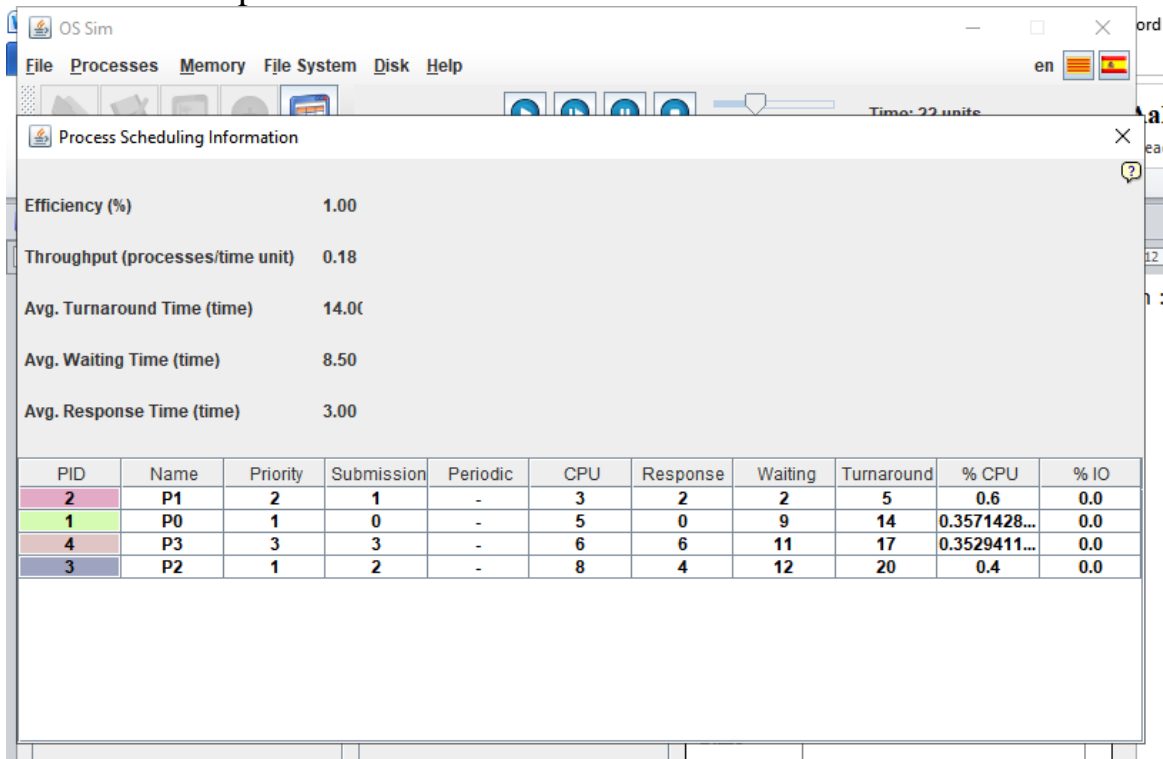 OS Sim
ord
File Processes Memory File System Disk Help
en
Time: 22 units
Process Scheduling Information
?
Efficiency (%) 1.00
Throughput (processes/time unit) 0.18
12
Avg. Turnaround Time (time) 14.00
Avg. Waiting Time (time) 8.50
Avg. Response Time (time) 3.00
PID Name Priority Submission Periodic CPU Response Waiting Turnaround % CPU % IO
2 P1 2 1 - 3 2 2 5 0.6 0.0
1 P0 1 0 - 5 0 9 14 0.3571428... 0.0
4 P3 3 3 - 6 6 11 17 0.3529411... 0.0
3 P2 1 2 - 8 4 12 20 0.4 0.0